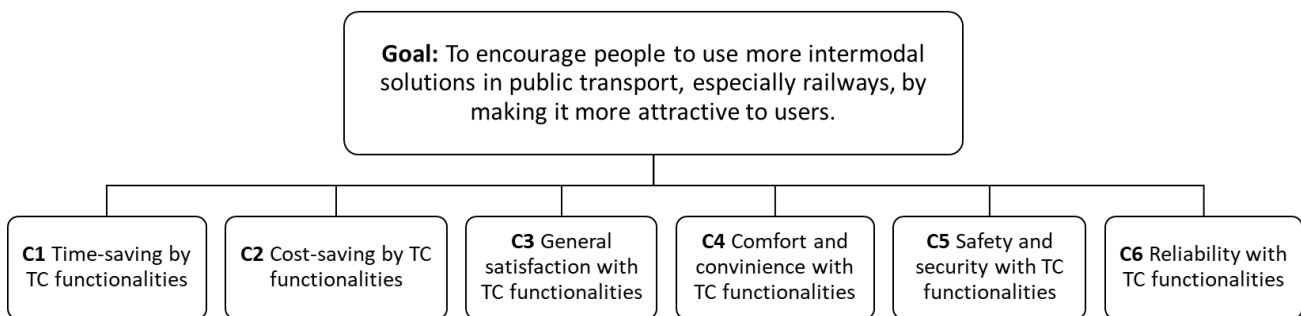 Goal: To encourage people to use more intermodal
solutions in public transport, especially railways, by
making it more attractive to users.
C1 Time-saving by
TC functionalities
C2 Cost-saving by TC
functionalities
C3 General
satisfaction with
TC functionalities
C4 Comfort and
convinience with
TC functionalities
C5 Safety and
security with TC
functionalities
C6 Reliability with
TC functionalities